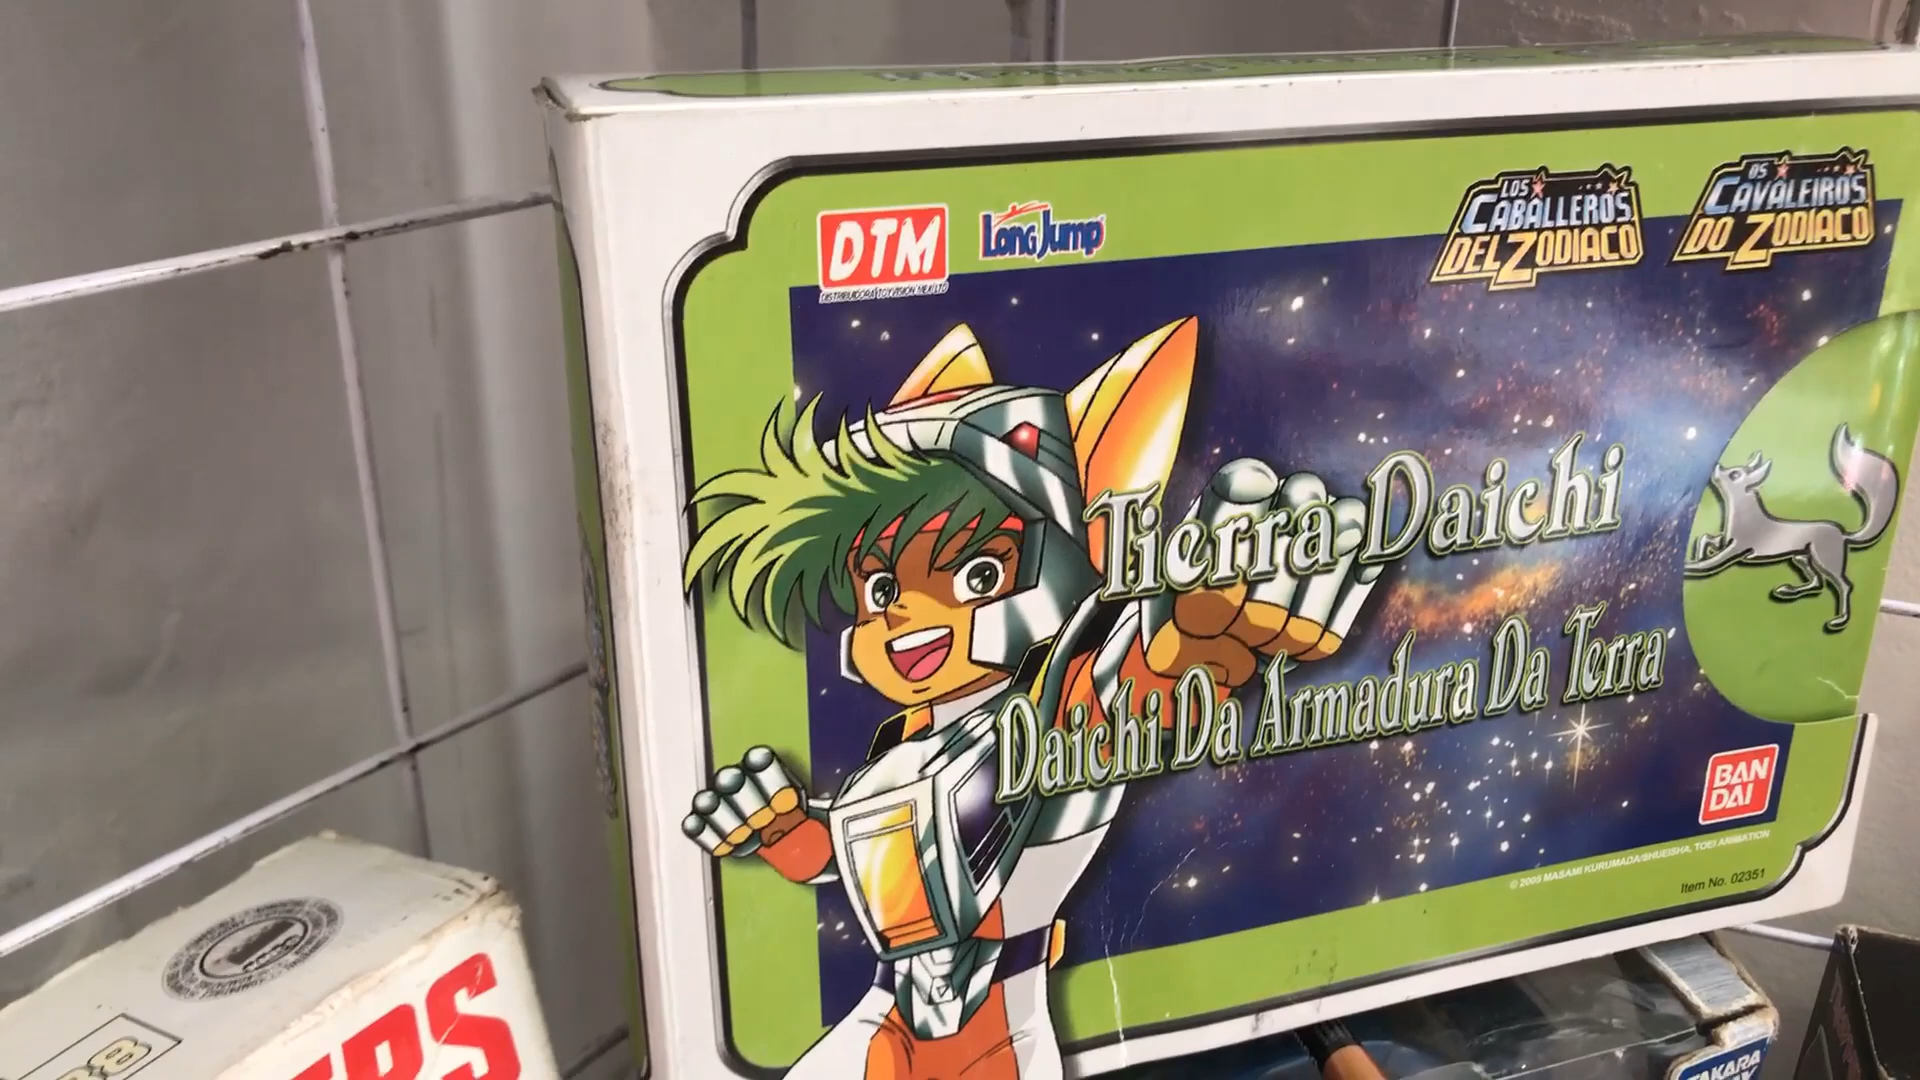 DTM
DISTRIBUIDORA TOYVISION MEX LTD
Long Jump
LOS
CABALLEROS
DEL ZODIACO
OS
CAVALEIROS
DO ZODIACO
Tierra Daichi
Daichi Da Armadura Da Terra
BAN
DAI
© 2005 MASAMI KURUMADA/SHUEISHA, TOEI ANIMATION
Item No. 02351
TAKARA